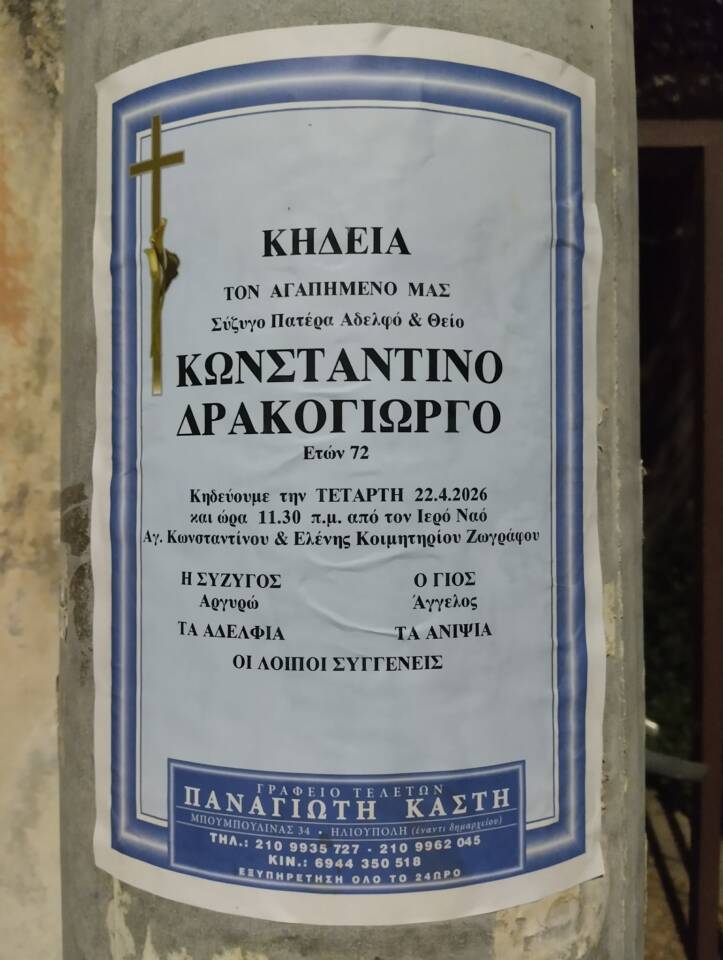 ΚΗΔΕΙΑ
ΤΟΝ ΑΓΑΠΗΜΕΝΟ ΜΑΣ
Σύζυγο Πατέρα Αδελφό & Θείο
ΚΩΝΣΤΑΝΤΙΝΟ
ΔΡΑΚΟΓΙΩΡΓΟ
Ετών 72
Κηδεύουμε την ΤΕΤΑΡΤΗ 22.4.2026
και ώρα 11.30 π.μ. από τον Ιερό Ναό
Αγ. Κωνσταντίνου & Ελένης Κοιμητηρίου Ζωγράφου
Η ΣΥΖΥΓΟΣ
Αργυρώ
Ο ΓΙΟΣ
Άγγελος
ΤΑ ΑΔΕΛΦΙΑ
ΤΑ ΑΝΙΨΙΑ
ΟΙ ΛΟΙΠΟΙ ΣΥΓΓΕΝΕΙΣ
ΓΡΑΦΕΙΟ ΤΕΛΕΤΩΝ
ΠΑΝΑΓΙΩΤΗ ΚΑΣΤΗ
ΜΠΟΥΜΠΟΥΛΙΝΑΣ 34 • ΗΛΙΟΥΠΟΛΗ (έναντι δημαρχείου)
ΤΗΛ.: 210 9935 727 - 210 9962 045
ΚΙΝ.: 6944 350 518
ΕΞΥΠΗΡΕΤΗΣΗ ΟΛΟ ΤΟ 24ΩΡΟ